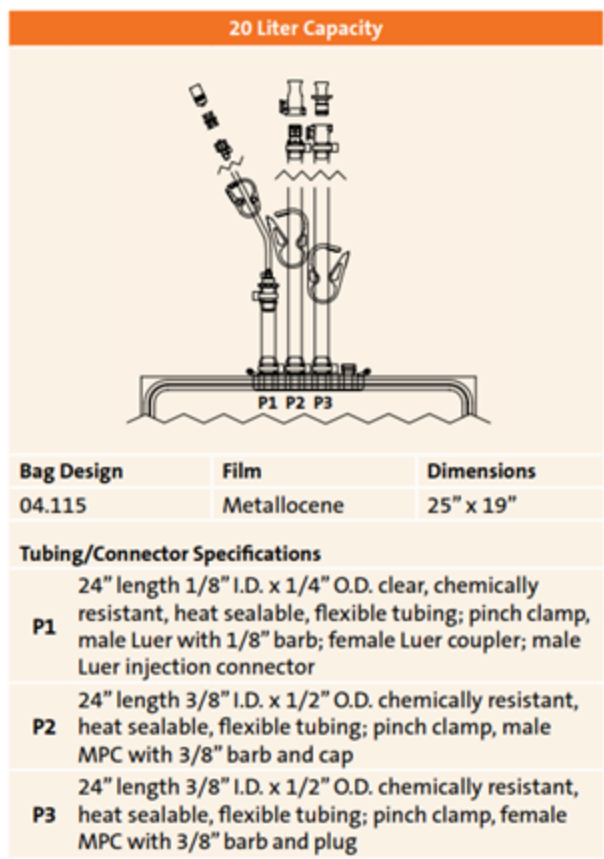 20 Liter Capacity
P1 P2 P3
Bag Design Film Dimensions
04.115 Metallocene 25” x 19”
Tubing/Connector Specifications
24” length 1/8” I.D. x 1/4” O.D. clear, chemically
resistant, heat sealable, flexible tubing; pinch clamp,
P1
male Luer with 1/8” barb; female Luer coupler; male
Luer injection connector
24” length 3/8” I.D. x 1/2” O.D. chemically resistant,
P2 heat sealable, flexible tubing; pinch clamp, male
MPC with 3/8” barb and cap
24” length 3/8” I.D. x 1/2” O.D. chemically resistant,
P3 heat sealable, flexible tubing; pinch clamp, female
MPC with 3/8” barb and plug